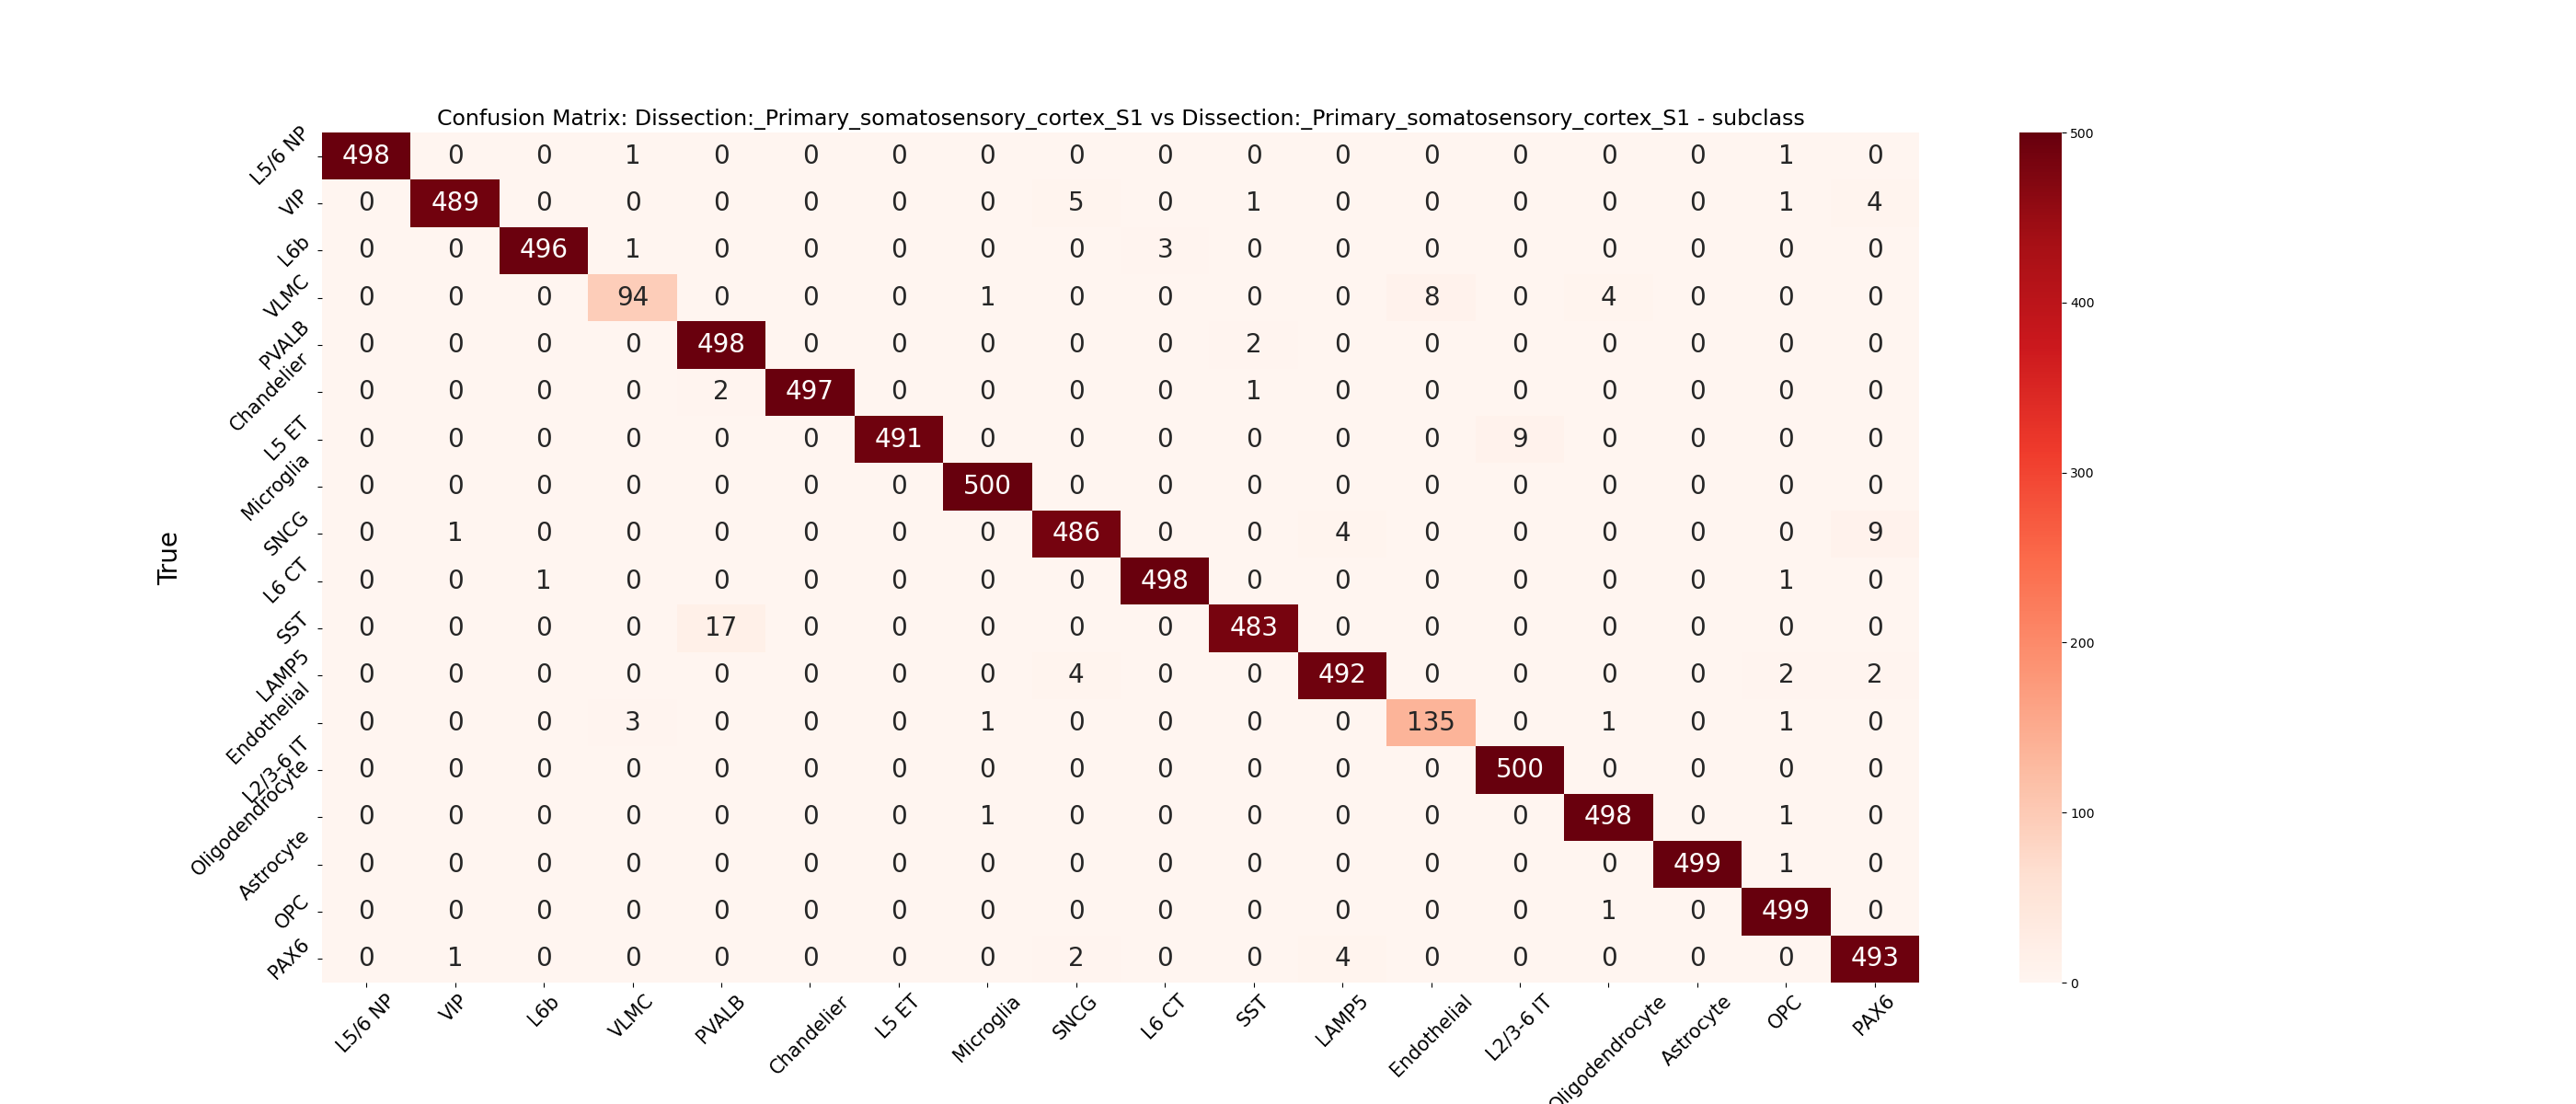 Confusion Matrix: Dissection:_Primary_somatosensory_cortex_S1 vs Dissection:_Primary_somatosensory_cortex_S1 - subclass
True
L5/6 NP 498 0 0 1 0 0 0 0 0 0 0 0 0 0 0 0 1 0
VIP 0 489 0 0 0 0 0 0 5 0 1 0 0 0 0 0 1 4
L6b 0 0 496 1 0 0 0 0 0 3 0 0 0 0 0 0 0 0
VLMC 0 0 0 94 0 0 0 1 0 0 0 0 8 0 4 0 0 0
PVALB 0 0 0 0 498 0 0 0 0 0 2 0 0 0 0 0 0 0
Chandelier 0 0 0 0 2 497 0 0 0 0 1 0 0 0 0 0 0 0
L5 ET 0 0 0 0 0 0 491 0 0 0 0 0 0 9 0 0 0 0
Microglia 0 0 0 0 0 0 0 500 0 0 0 0 0 0 0 0 0 0
SNCG 0 1 0 0 0 0 0 0 486 0 0 4 0 0 0 0 0 9
L6 CT 0 0 1 0 0 0 0 0 0 498 0 0 0 0 0 0 1 0
SST 0 0 0 0 17 0 0 0 0 0 483 0 0 0 0 0 0 0
LAMP5 0 0 0 0 0 0 0 0 4 0 0 492 0 0 0 0 2 2
Endothelial 0 0 0 3 0 0 0 1 0 0 0 0 135 0 1 0 1 0
L2/3-6 IT 0 0 0 0 0 0 0 0 0 0 0 0 0 500 0 0 0 0
Oligodendrocyte 0 0 0 0 0 0 0 1 0 0 0 0 0 0 498 0 1 0
Astrocyte 0 0 0 0 0 0 0 0 0 0 0 0 0 0 0 499 1 0
OPC 0 0 0 0 0 0 0 0 0 0 0 0 0 0 1 0 499 0
PAX6 0 1 0 0 0 0 0 0 2 0 0 4 0 0 0 0 0 493
L5/6 NP VIP L6b VLMC PVALB Chandelier L5 ET Microglia SNCG L6 CT SST LAMP5 Endothelial L2/3-6 IT Oligodendrocyte Astrocyte OPC PAX6
500
400
300
200
100
0